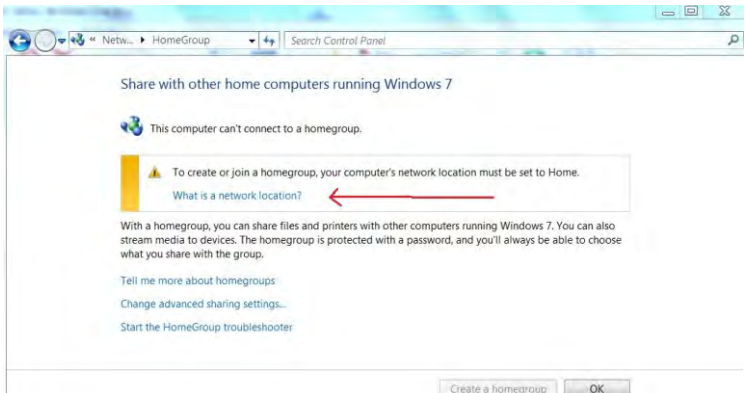 « Netw... ▸ HomeGroup
Search Control Panel
Share with other home computers running Windows 7
This computer can't connect to a homegroup.
To create or join a homegroup, your computer's network location must be set to Home.
What is a network location?
With a homegroup, you can share files and printers with other computers running Windows 7. You can also
stream media to devices. The homegroup is protected with a password, and you'll always be able to choose
what you share with the group.
Tell me more about homegroups
Change advanced sharing settings...
Start the HomeGroup troubleshooter
Create a homegroup
OK